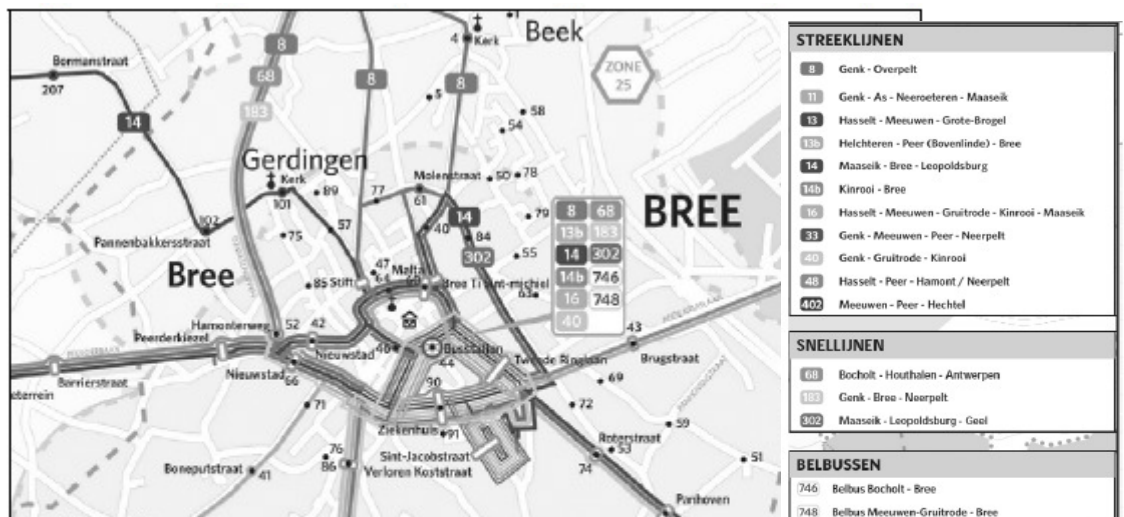 Beek
4 Kerk
1
ZONE
25
8
68
183
8
8
Bormanstraat
207
5
58
54
14
Gerdingen
Kerk
101
89
77
Molenstraat
61
50
78
BREE
102
Pannenbakkersstraat
75
57
40
14
84
302
79
55
8 68
13b 183
14 302
14b 746
16 748
40
Bree
85 Stift
47
64
Malta
Bree
63
Hamonterweg
52
42
Peerderkiezel
Nieuwstad
46
Busstation
44
Tweede Ringlaan
43
Brugstraat
Barrierstraat
eterrein
Nieuwstad
66
90
69
71
72
Ziekenhuis
91
59
76
86
Sint-Jacobstraat
Verloren Koststraat
Roterstraat
53
74
51
Boneputstraat
41
Panhoven
STREEKLIJNEN
8 Genk - Overpelt
11 Genk - As - Neeroeteren - Maaseik
13 Hasselt - Meeuwen - Grote-Brogel
13b Helchteren - Peer (Bovenlinde) - Bree
14 Maaseik - Bree - Leopoldsburg
14b Kinrooi - Bree
16 Hasselt - Meeuwen - Gruitrode - Kinrooi - Maaseik
33 Genk - Meeuwen - Peer - Neerpelt
40 Genk - Gruitrode - Kinrooi
48 Hasselt - Peer - Hamont / Neerpelt
402 Meeuwen - Peer - Hechtel
SNELLIJNEN
68 Bocholt - Houthalen - Antwerpen
183 Genk - Bree - Neerpelt
302 Maaseik - Leopoldsburg - Geel
BELBUSSEN
746 Belbus Bocholt - Bree
748 Belbus Meeuwen-Gruitrode - Bree